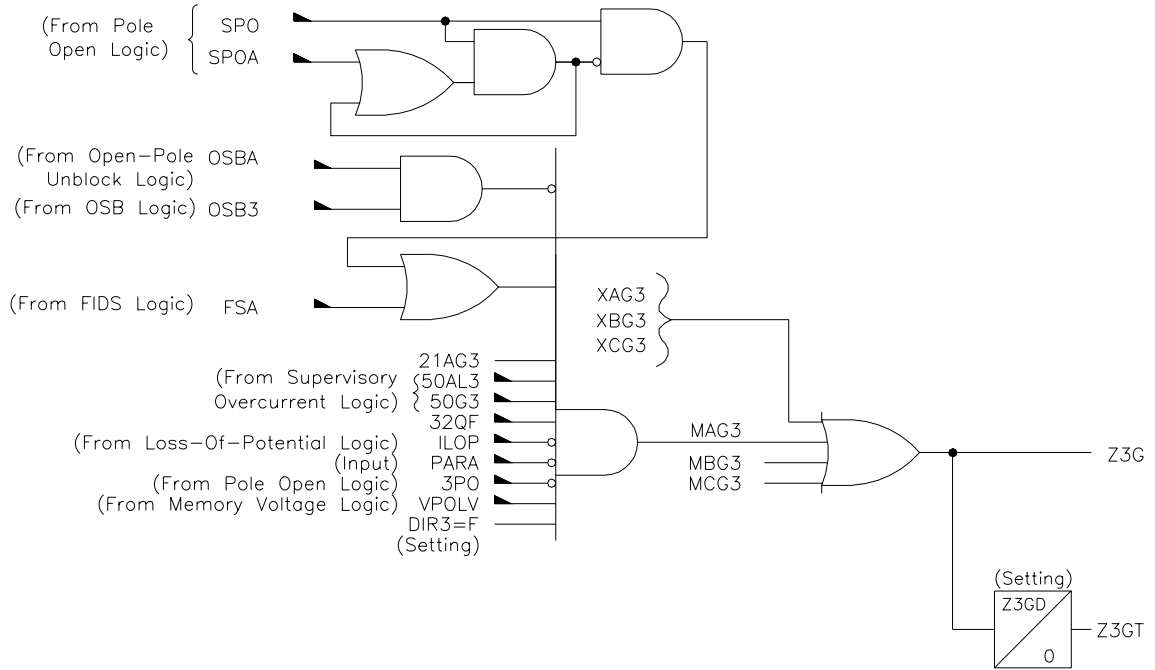 (From Pole
Open Logic)
SPO
SPOA
(From Open-Pole
Unblock Logic)
OSBA
(From OSB Logic) OSB3
(From FIDS Logic) FSA
XAG3
XBG3
XCG3
21AG3
(From Supervisory
Overcurrent Logic)
50AL3
50G3
32QF
(From Loss-Of-Potential Logic) ILOP
(Input) PARA
(From Pole Open Logic) 3PO
(From Memory Voltage Logic) VPOLV
DIR3=F
(Setting)
MAG3
MBG3
MCG3
Z3G
(Setting)
Z3GD
0
Z3GT